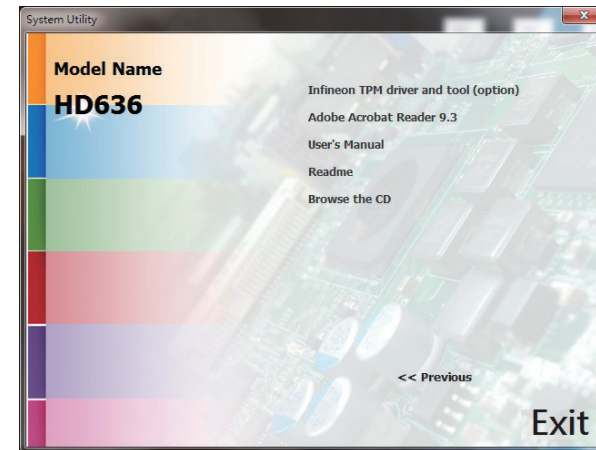 System Utility
Model Name
HD636
Infineon TPM driver and tool (option)
Adobe Acrobat Reader 9.3
User's Manual
Readme
Browse the CD
<< Previous
Exit